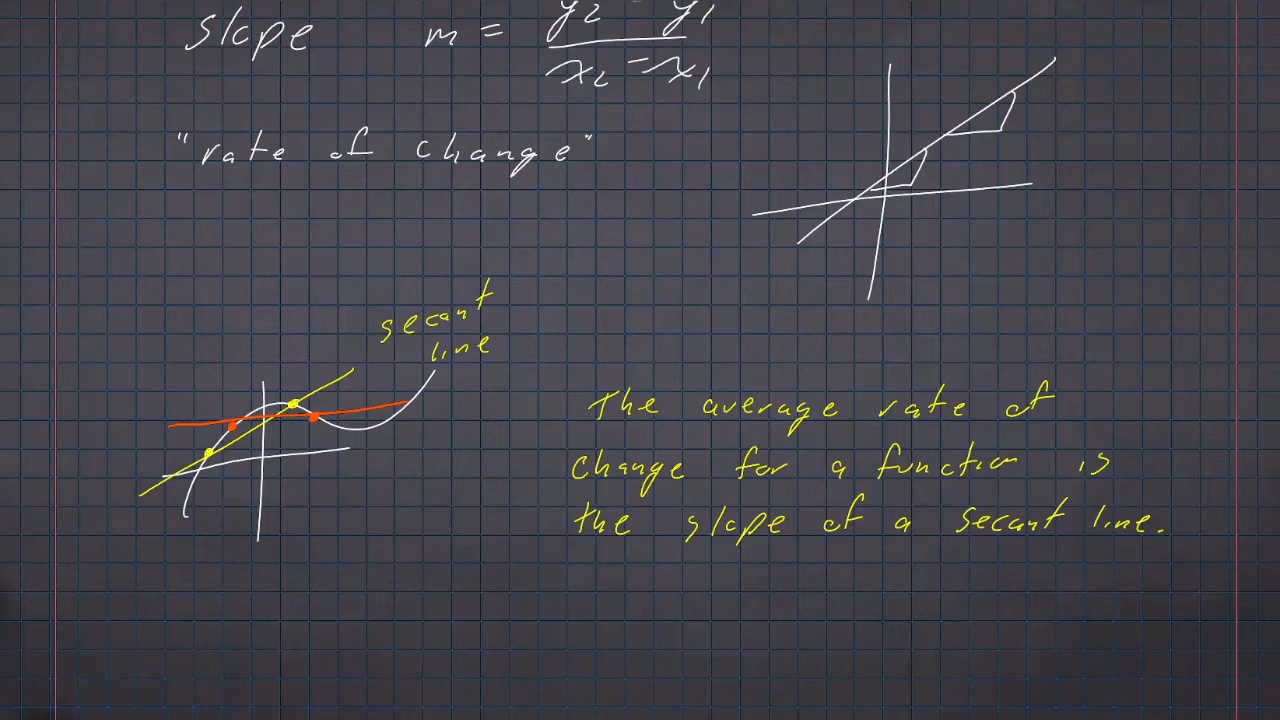 slope m = y2 - y1 / x2 - x1
"rate of change"
secant
line
The average rate of
change for a function is
the slope of a secant line.